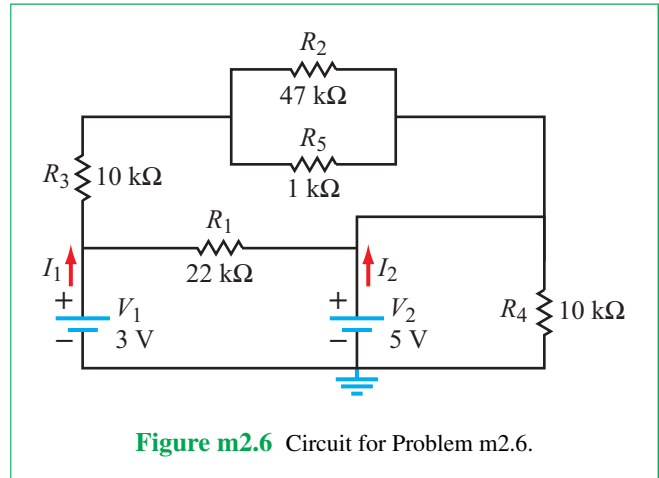 R2
47 kΩ
R5
1 kΩ
R3 10 kΩ
R1
22 kΩ
I1
I2
+
V1
3 V
−
+
V2
5 V
−
R4 10 kΩ
Figure m2.6 Circuit for Problem m2.6.